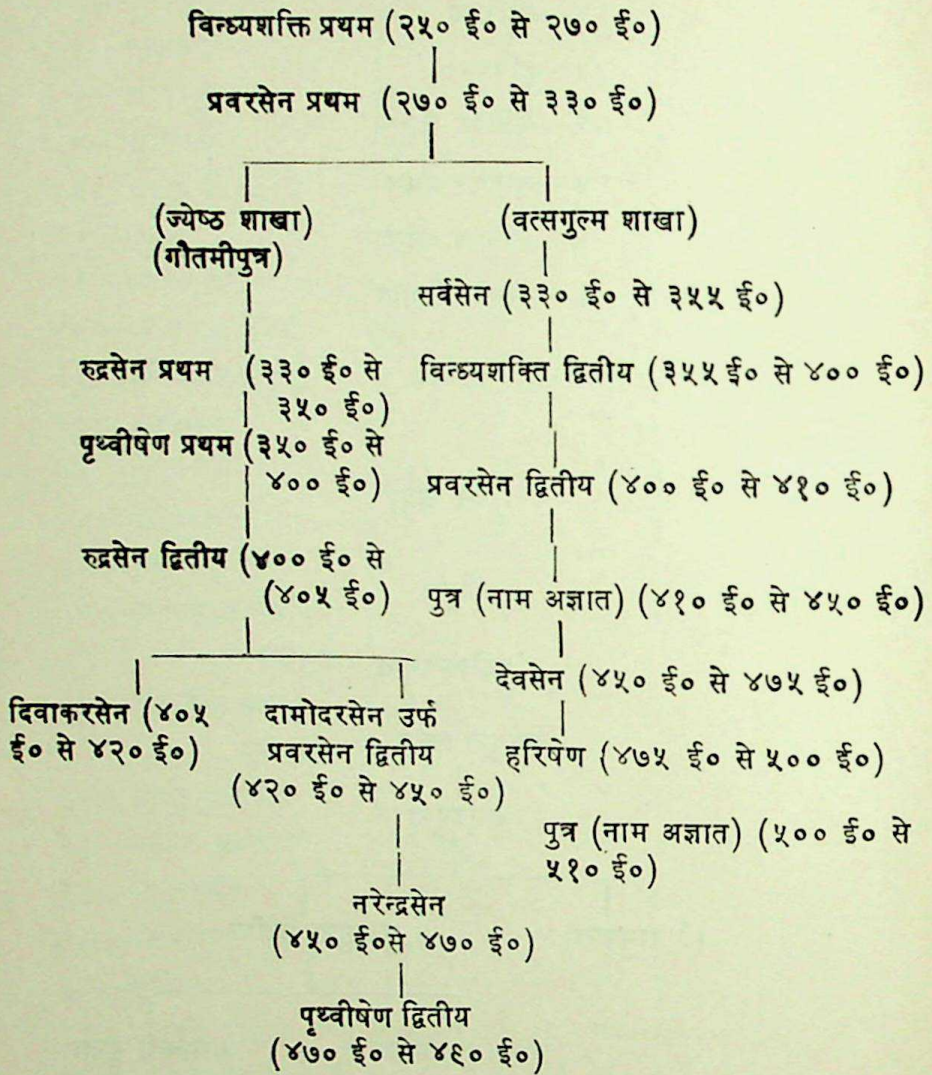 विन्ध्यशक्ति प्रथम (२५० ई० से २७० ई०)
प्रवरसेन प्रथम (२७० ई० से ३३० ई०)
(ज्येष्ठ शाखा)
(गौतमीपुत्र)
रुद्रसेन प्रथम (३३० ई० से
३५० ई०)
पृथ्वीषेण प्रथम (३५० ई० से
४०० ई०)
रुद्रसेन द्वितीय (४०० ई० से
(४०५ ई०)
दिवाकरसेन (४०५
ई० से ४२० ई०)
दामोदरसेन उर्फ
प्रवरसेन द्वितीय
(४२० ई० से ४५० ई०)
नरेन्द्रसेन
(४५० ई०से ४७० ई०)
पृथ्वीषेण द्वितीय
(४७० ई० से ४९० ई०)
(वत्सगुल्म शाखा)
सर्वसेन (३३० ई० से ३५५ ई०)
विन्ध्यशक्ति द्वितीय (३५५ ई० से ४०० ई०)
प्रवरसेन द्वितीय (४०० ई० से ४१० ई०)
पुत्र (नाम अज्ञात) (४१० ई० से ४५० ई०)
देवसेन (४५० ई० से ४७५ ई०)
हरिषेण (४७५ ई० से ५०० ई०)
पुत्र (नाम अज्ञात) (५०० ई० से
५१० ई०)